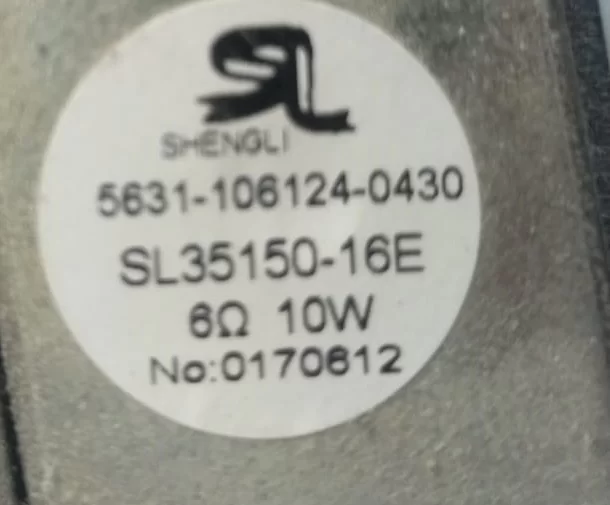 SL
SHENGLI
5631-106124-0430
SL35150-16E
6Ω 10W
No:0170612